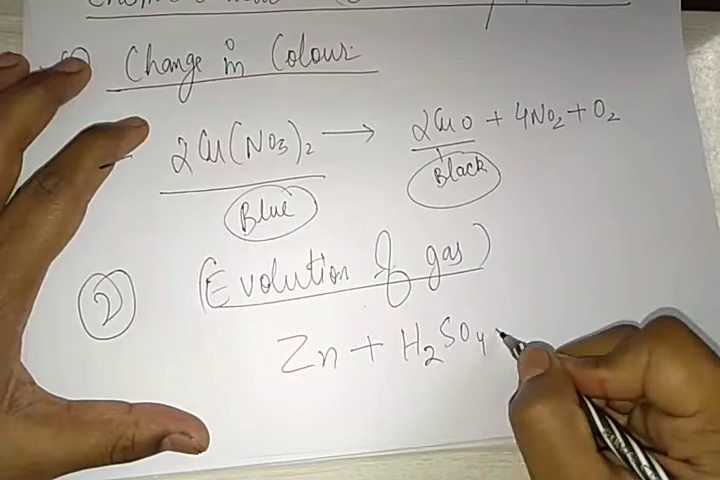 Change in Colour:
2Cu(NO3)2 → 2CuO + 4NO2 + O2
Blue Black
2 (Evolution of gas)
Zn + H2SO4